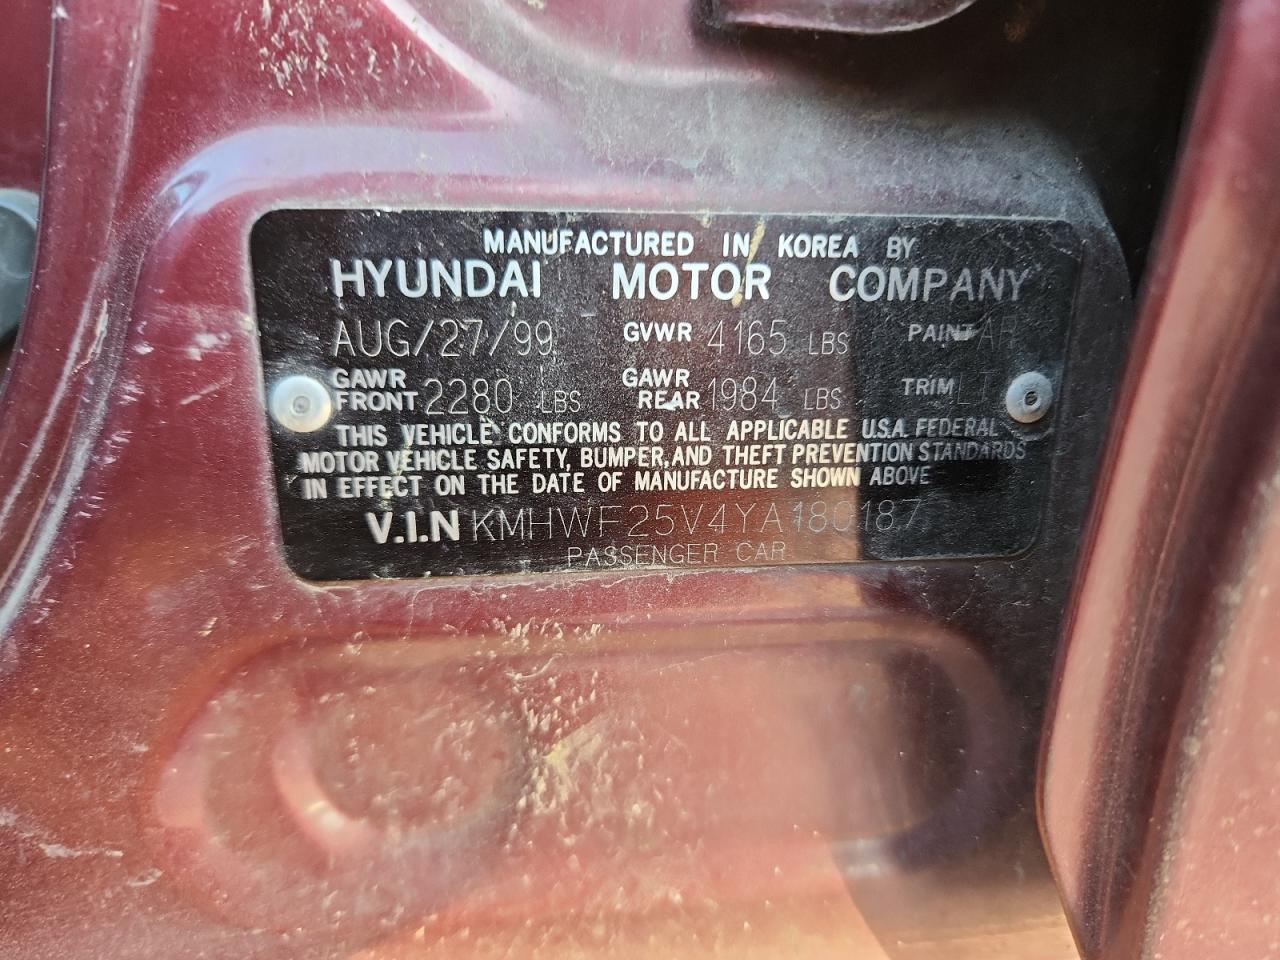 MANUFACTURED IN KOREA BY
HYUNDAI MOTOR COMPANY
AUG/27/99 GVWR 4165 LBS PAINT AR
GAWR FRONT 2280 LBS GAWR REAR 1984 LBS TRIM
THIS VEHICLE CONFORMS TO ALL APPLICABLE U.S.A. FEDERAL
MOTOR VEHICLE SAFETY, BUMPER, AND THEFT PREVENTION STANDARDS
IN EFFECT ON THE DATE OF MANUFACTURE SHOWN ABOVE
V.I.N KMHWF25V4YA180187
PASSENGER CAR